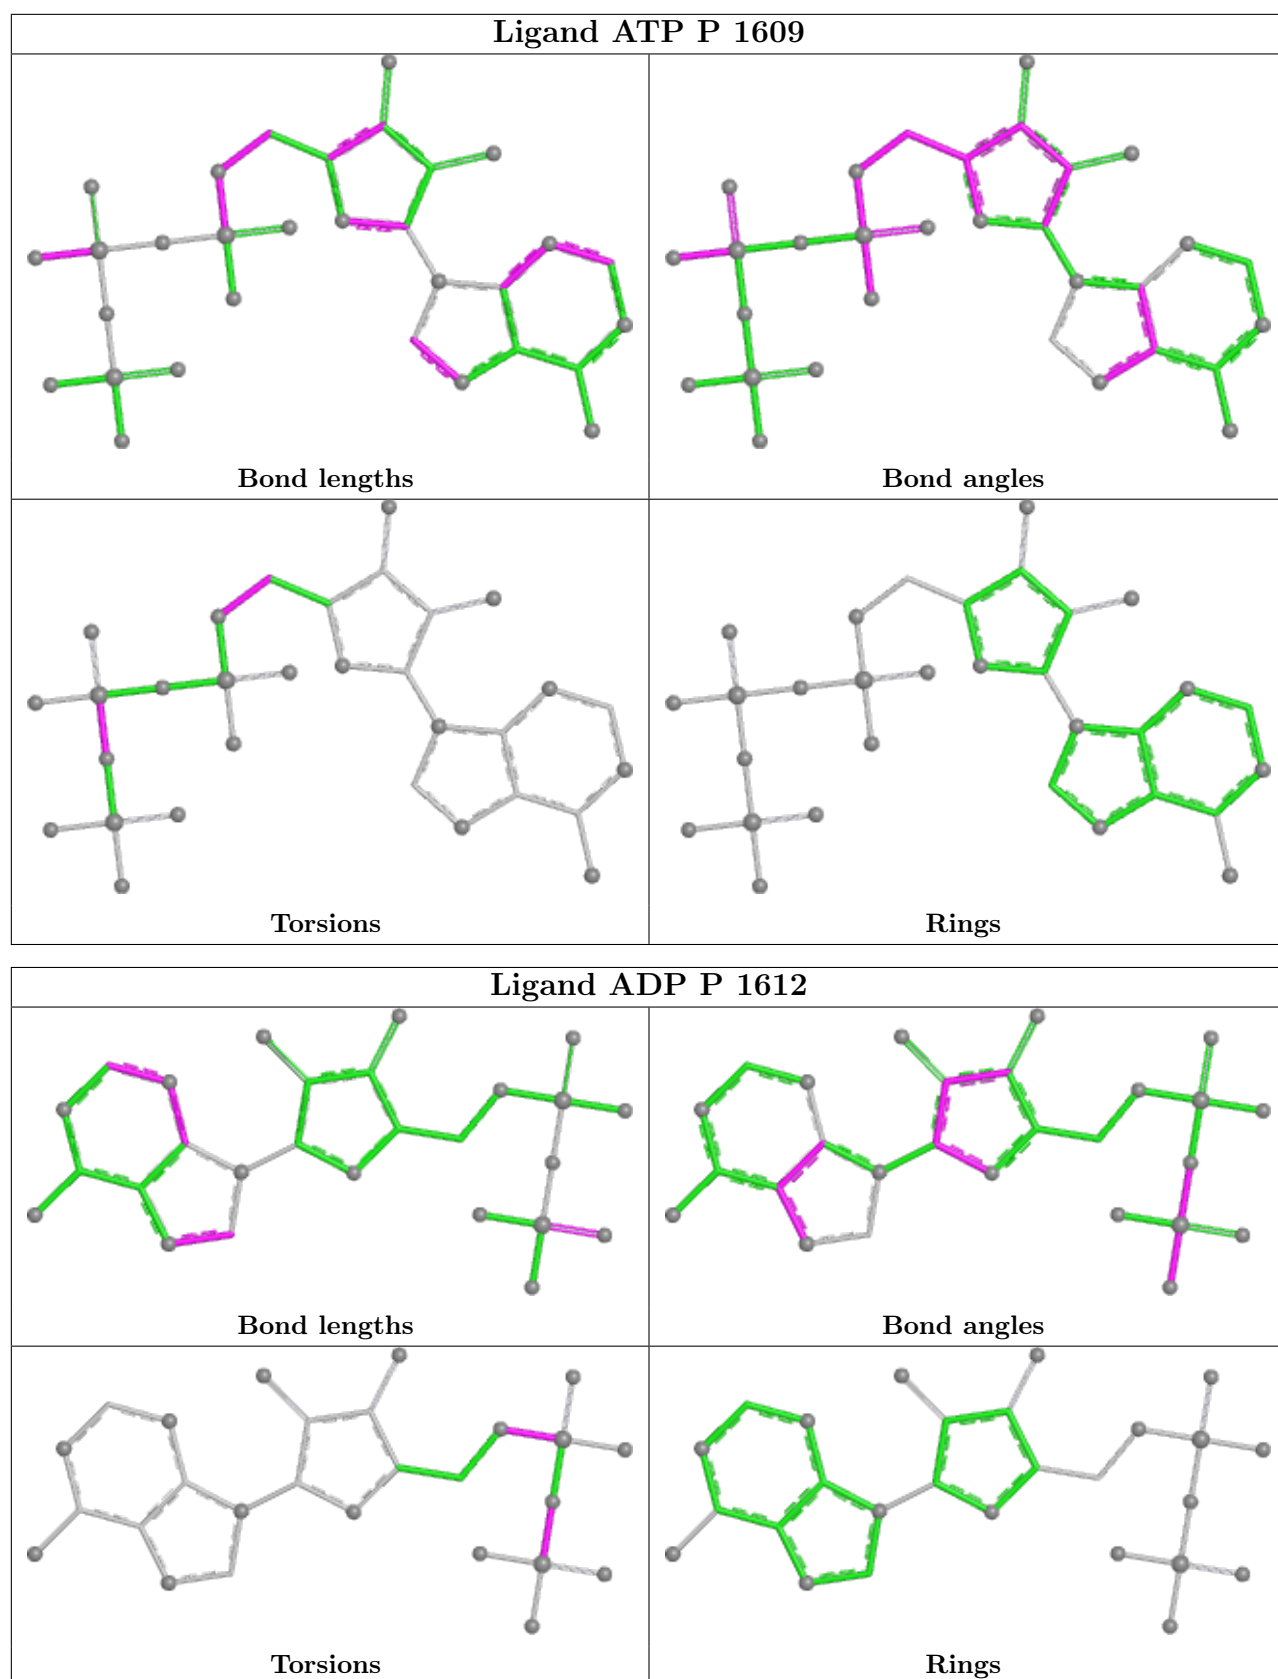 Ligand ATP P 1609
Bond lengths
Bond angles
Torsions
Rings
Ligand ADP P 1612
Bond lengths
Bond angles
Torsions
Rings